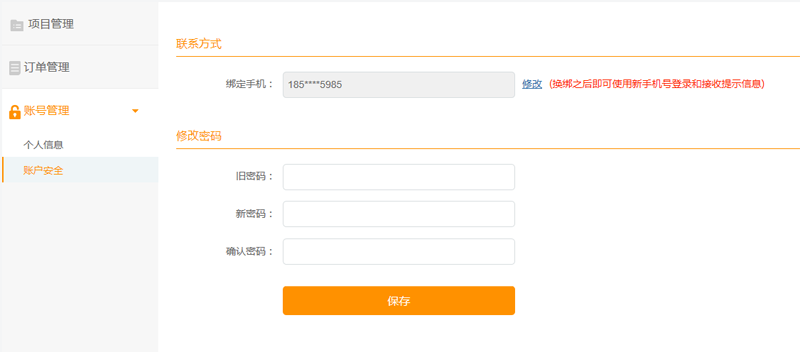 项目管理
订单管理
账号管理
个人信息
账户安全
联系方式
绑定手机： 185****5985 修改 (换绑之后即可使用新手机号登录和接收提示信息)
修改密码
旧密码：
新密码：
确认密码：
保存